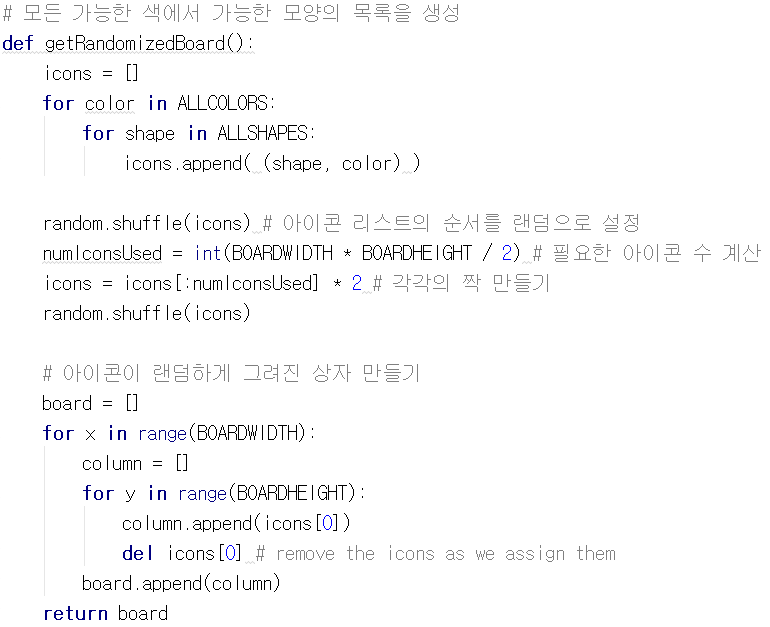 # 모든 가능한 색에서 가능한 모양의 목록을 생성
def getRandomizedBoard():
    icons = []
    for color in ALLCOLORS:
        for shape in ALLSHAPES:
            icons.append( (shape, color) )

    random.shuffle(icons) # 아이콘 리스트의 순서를 랜덤으로 설정
    numIconsUsed = int(BOARDWIDTH * BOARDHEIGHT / 2) # 필요한 아이콘 수 계산
    icons = icons[:numIconsUsed] * 2 # 각각의 짝 만들기
    random.shuffle(icons)

    # 아이콘이 랜덤하게 그려진 상자 만들기
    board = []
    for x in range(BOARDWIDTH):
        column = []
        for y in range(BOARDHEIGHT):
            column.append(icons[0])
            del icons[0] # remove the icons as we assign them
        board.append(column)
    return board